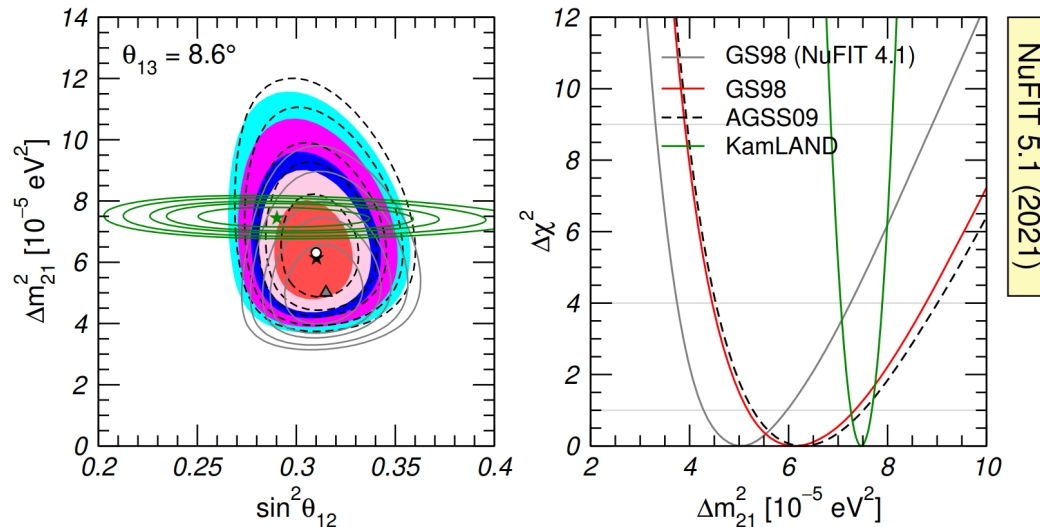 θ13 = 8.6°
14
12
10
8
6
4
2
0
Δm²21 [10⁻⁵ eV²]
0.2
0.25
0.3
0.35
0.4
sin²θ12
GS98 (NuFIT 4.1)
GS98
AGSS09
KamLAND
12
10
8
6
4
2
0
Δχ²
2
4
6
8
10
Δm²21 [10⁻⁵ eV²]
NuFIT 5.1 (2021)